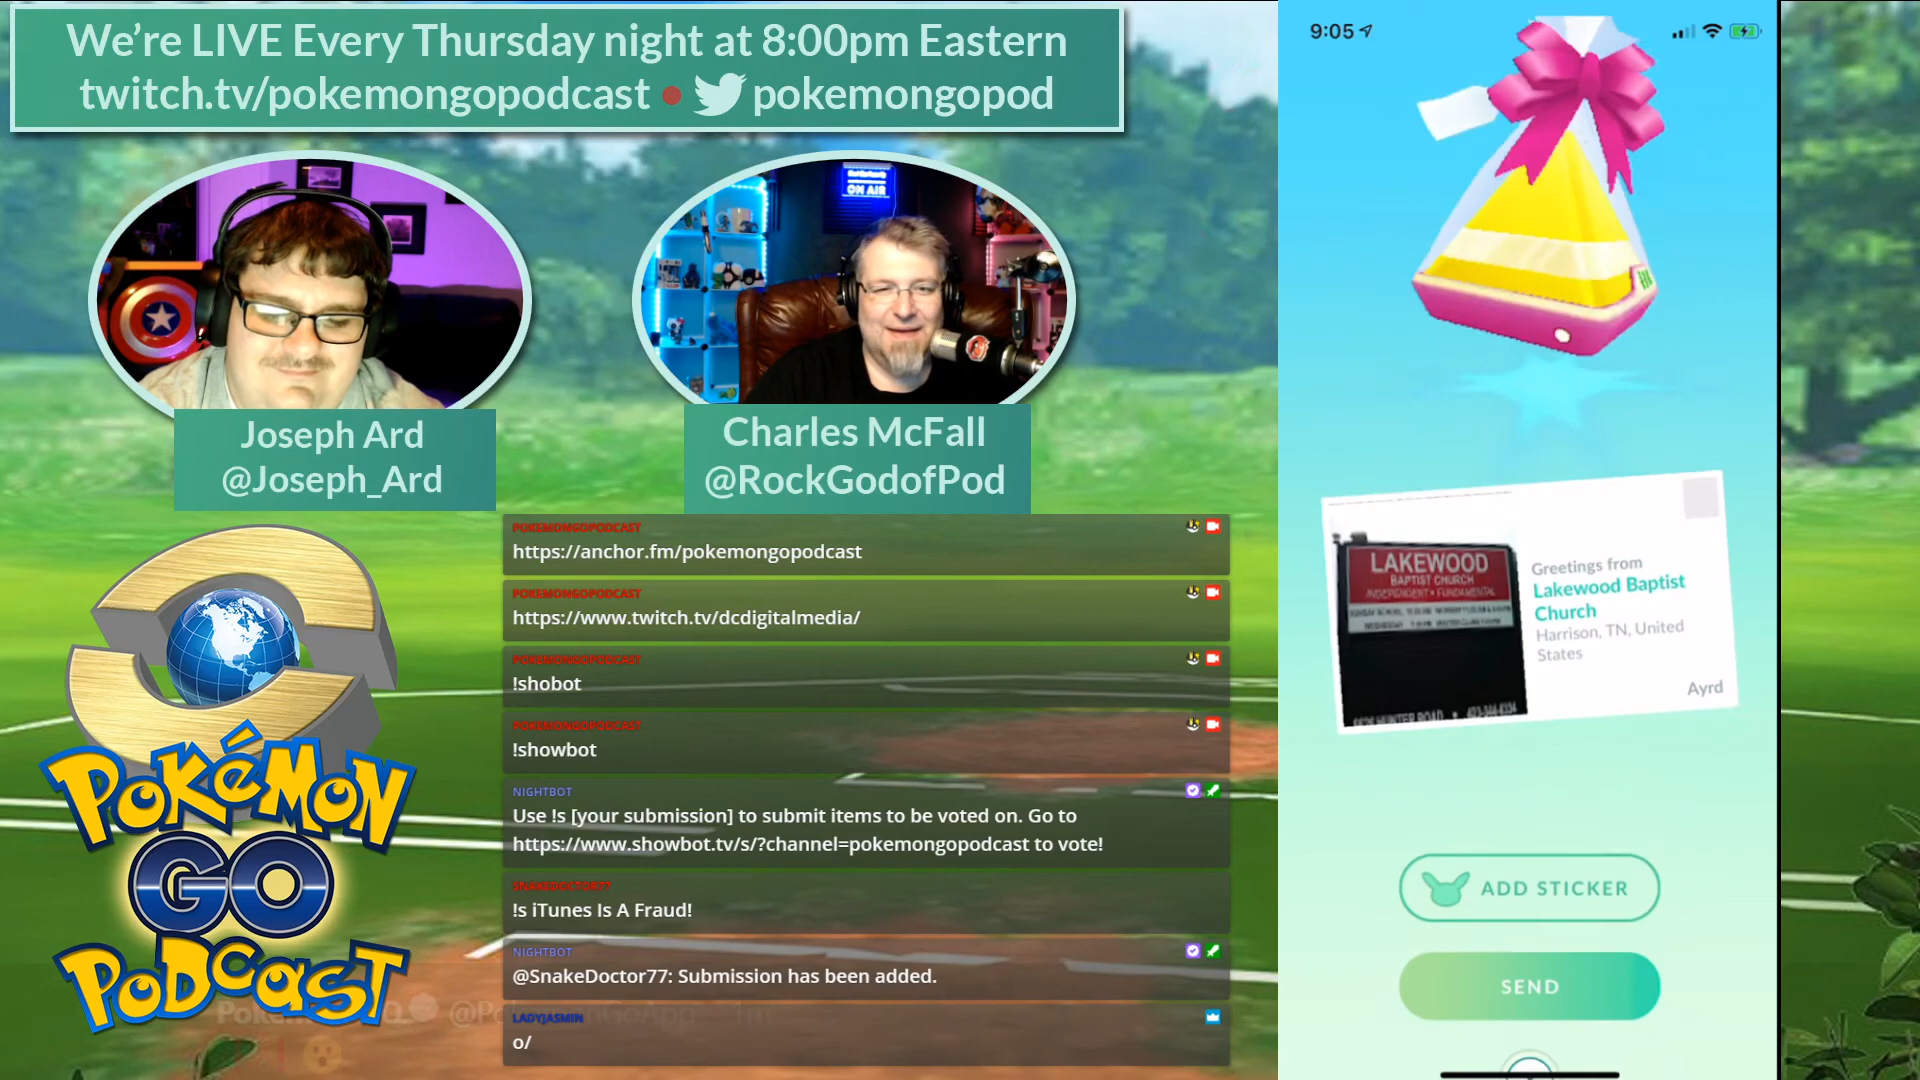 We're LIVE Every Thursday night at 8:00pm Eastern
twitch.tv/pokemongopodcast • pokemongopod
ON AIR
Joseph Ard
@Joseph_Ard
Charles McFall
@RockGodofPod
POKEMONGOPODCAST
https://anchor.fm/pokemongopodcast
POKEMONGOPODCAST
https://www.twitch.tv/dcdigitalmedia/
POKEMONGOPODCAST
!shobot
POKEMONGOPODCAST
!showbot
NIGHTBOT
Use !s [your submission] to submit items to be voted on. Go to
https://www.showbot.tv/s/?channel=pokemongopodcast to vote!
SNAKEDOCTOR77
!s iTunes Is A Fraud!
NIGHTBOT
@SnakeDoctor77: Submission has been added.
LADYJASMIN
o/
POKéMON
GO
PODCAST
9:05
LAKEWOOD
BAPTIST CHURCH
INDEPENDENT • FUNDAMENTAL
Greetings from
Lakewood Baptist
Church
Harrison, TN, United
States
Ayrd
ADD STICKER
SEND